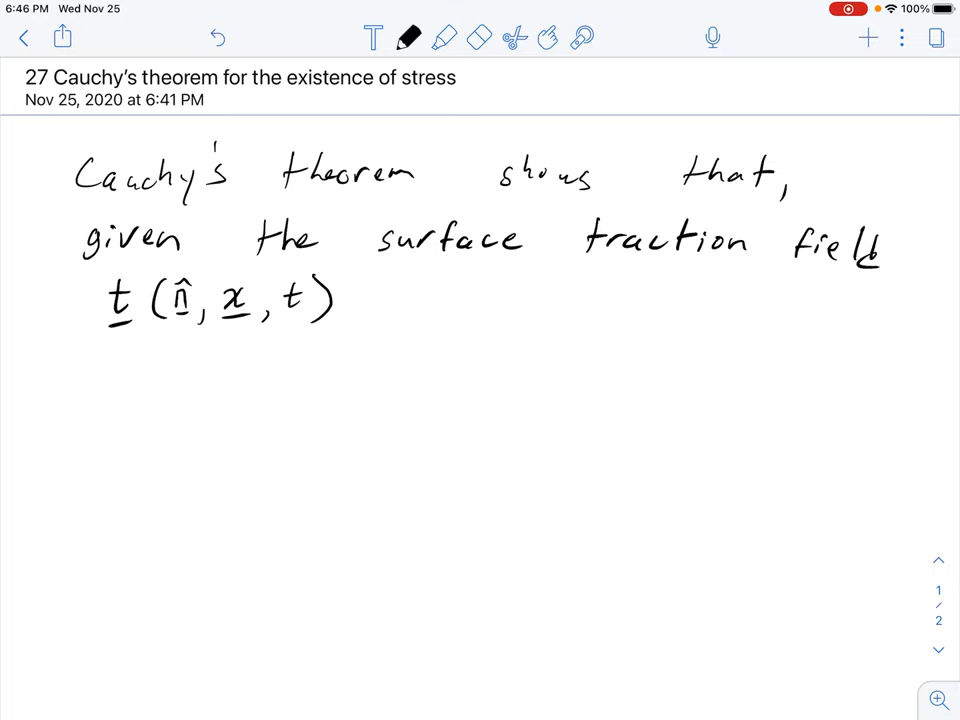 6:46 PM Wed Nov 25 100%
T
27 Cauchy’s theorem for the existence of stress
Nov 25, 2020 at 6:41 PM
Cauchy's theorem shows that,
given the surface traction field
t (n̂, x, t)
1
/
2